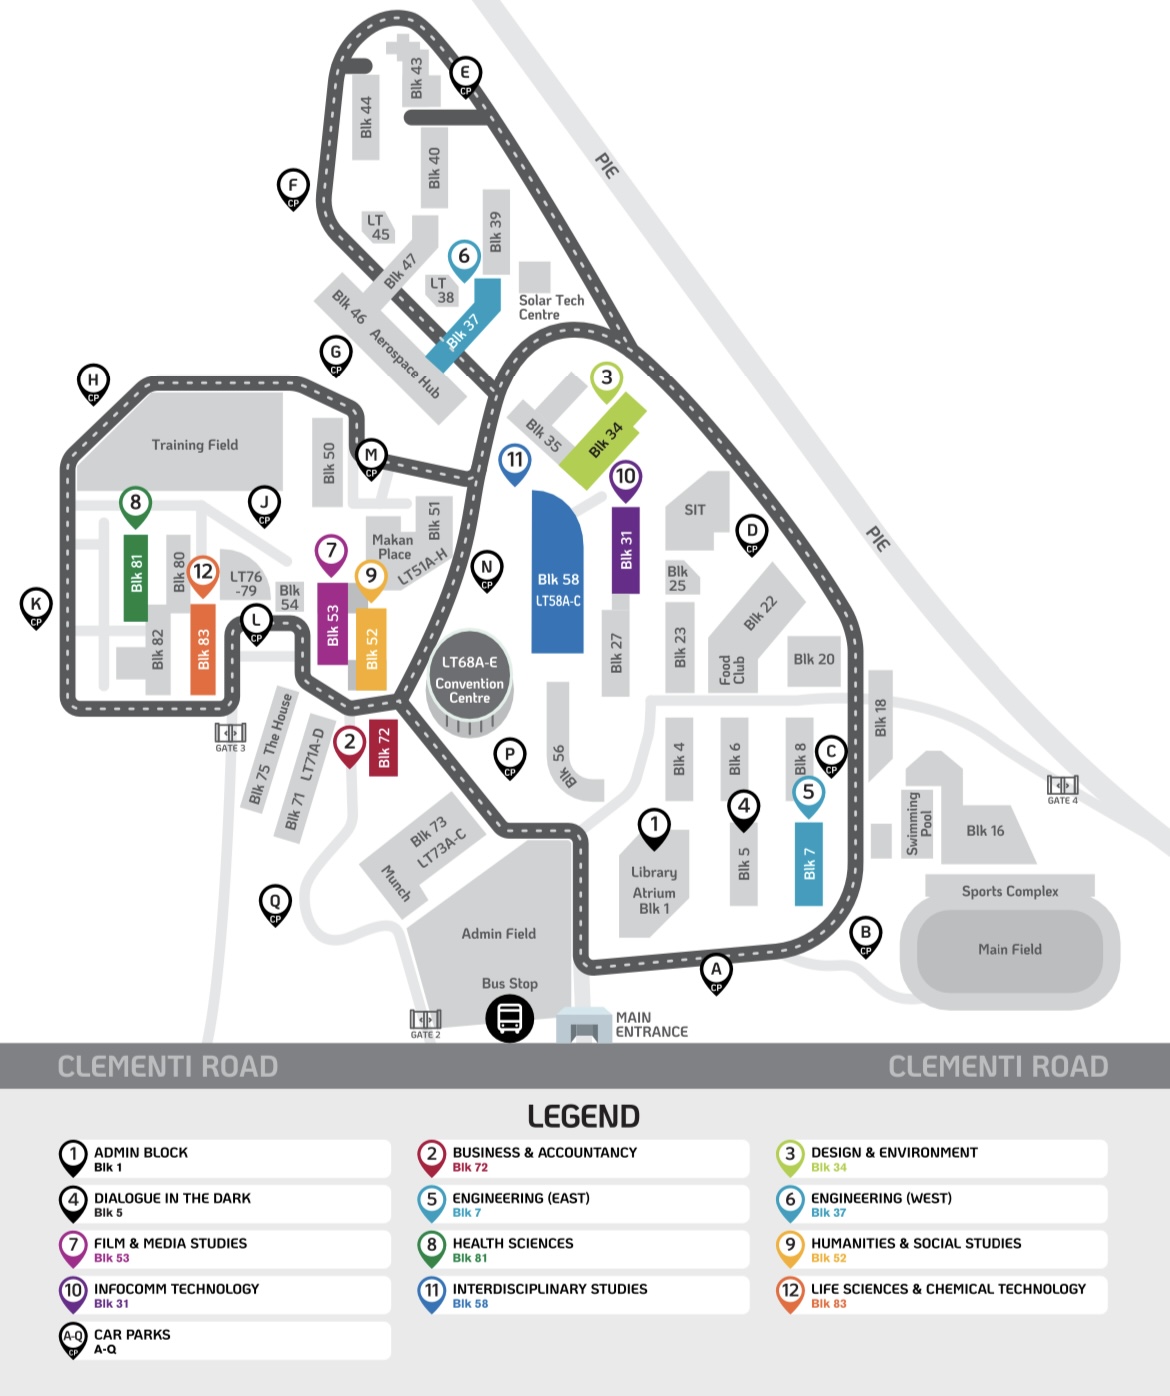 E
CP
Blk 43
Blk 44
Blk 40
PIE
F
CP
LT
45
Blk 39
6
Blk 47
LT
38
Solar Tech
Centre
Blk 46
Aerospace Hub
Blk 37
G
CP
H
CP
3
Blk 35
Blk 34
Training Field
Blk 50
M
CP
11
10
8
J
CP
Blk 51
SIT
D
CP
PIE
Makan
Place
LT51A-H
Blk 81
Blk 80
12
LT76
-79
7
9
N
CP
Blk 58
LT58A-C
Blk 31
Blk
25
K
CP
Blk
54
L
CP
Blk 53
Blk 52
Blk 82
Blk 83
LT68A-E
Convention
Centre
Blk 27
Blk 23
Blk 22
Food
Club
Blk 20
GATE 3
Blk 75 The House
Blk 71 LT71A-D
2
Blk 72
P
CP
Blk 56
Blk 4
Blk 6
Blk 8
C
CP
Blk 18
GATE 4
5
4
1
Blk 73
LT73A-C
Munch
Library
Atrium
Blk 1
Blk 5
Blk 7
Swimming
Pool
Blk 16
Sports Complex
Q
CP
Admin Field
B
CP
Main Field
A
CP
Bus Stop
GATE 2
MAIN
ENTRANCE
CLEMENTI ROAD
CLEMENTI ROAD
LEGEND
1 ADMIN BLOCK
Blk 1
2 BUSINESS & ACCOUNTANCY
Blk 72
3 DESIGN & ENVIRONMENT
Blk 34
4 DIALOGUE IN THE DARK
Blk 5
5 ENGINEERING (EAST)
Blk 7
6 ENGINEERING (WEST)
Blk 37
7 FILM & MEDIA STUDIES
Blk 53
8 HEALTH SCIENCES
Blk 81
9 HUMANITIES & SOCIAL STUDIES
Blk 52
10 INFOCOMM TECHNOLOGY
Blk 31
11 INTERDISCIPLINARY STUDIES
Blk 58
12 LIFE SCIENCES & CHEMICAL TECHNOLOGY
Blk 83
A-Q CP CAR PARKS
A-Q